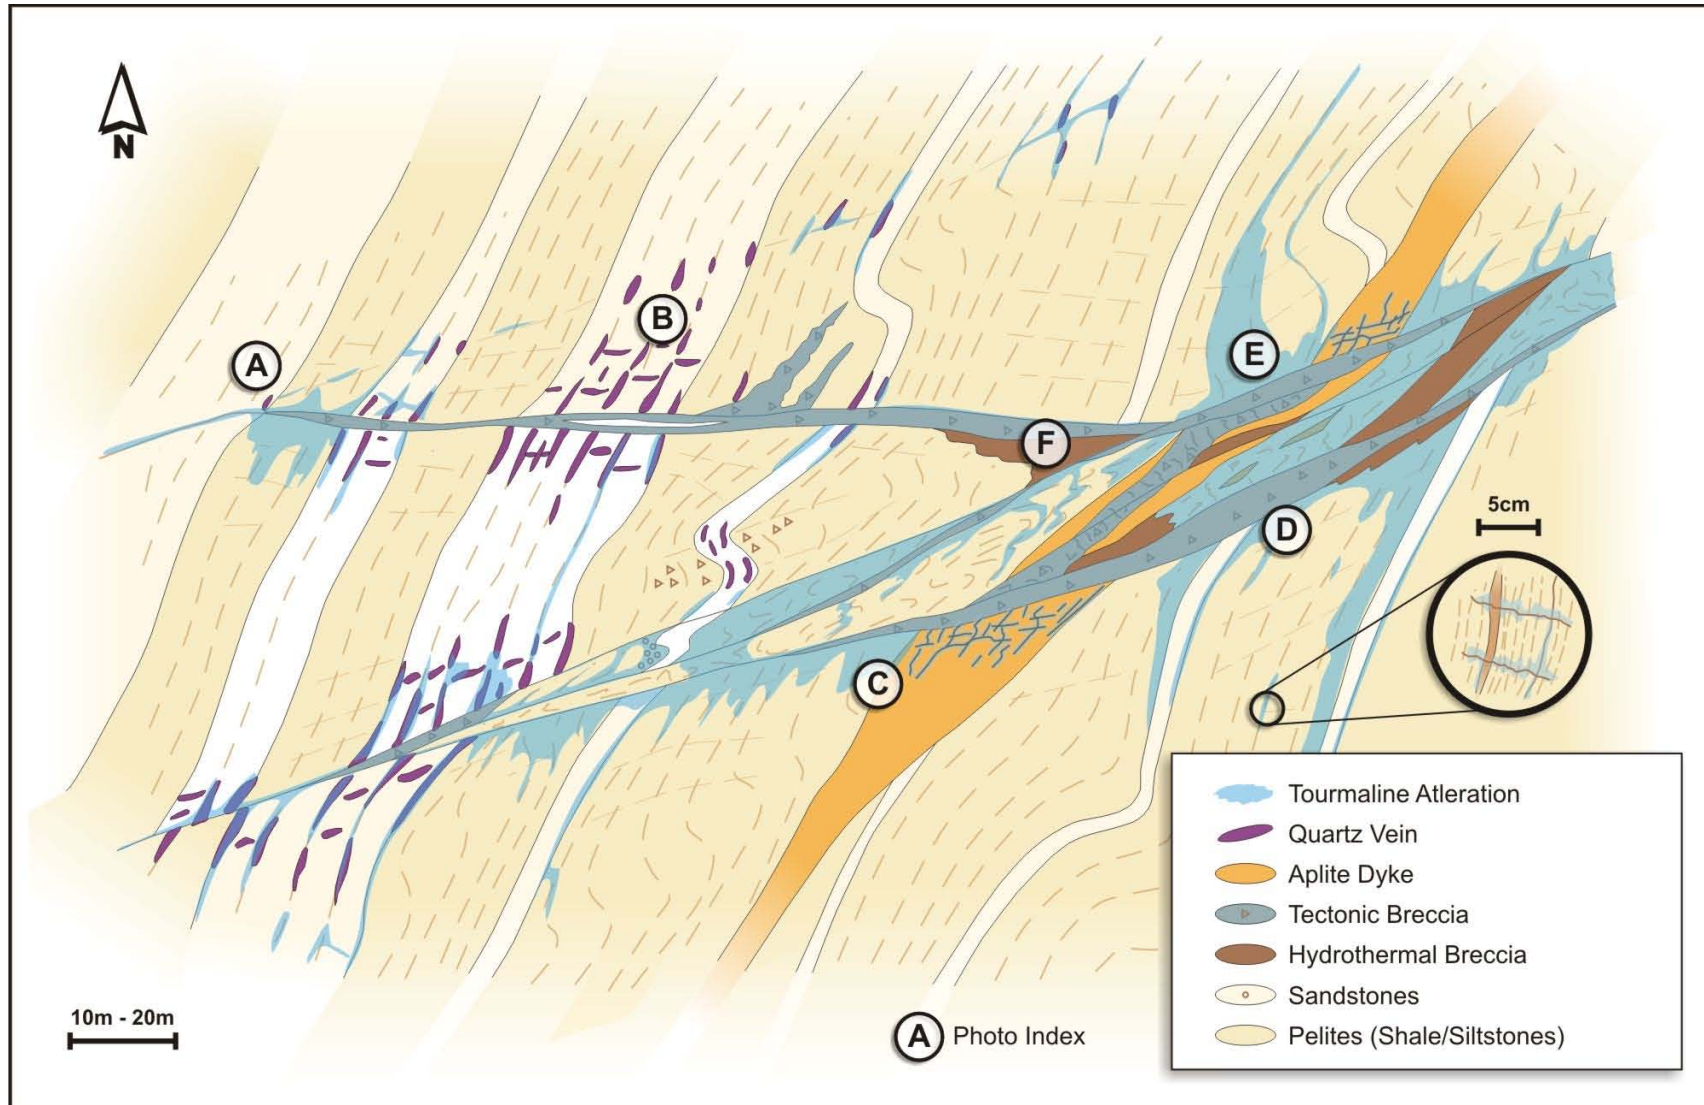 N
A
B
E
F
D
5cm
C
Tourmaline Atleration
Quartz Vein
Aplite Dyke
Tectonic Breccia
Hydrothermal Breccia
Sandstones
Pelites (Shale/Siltstones)
10m - 20m
A Photo Index